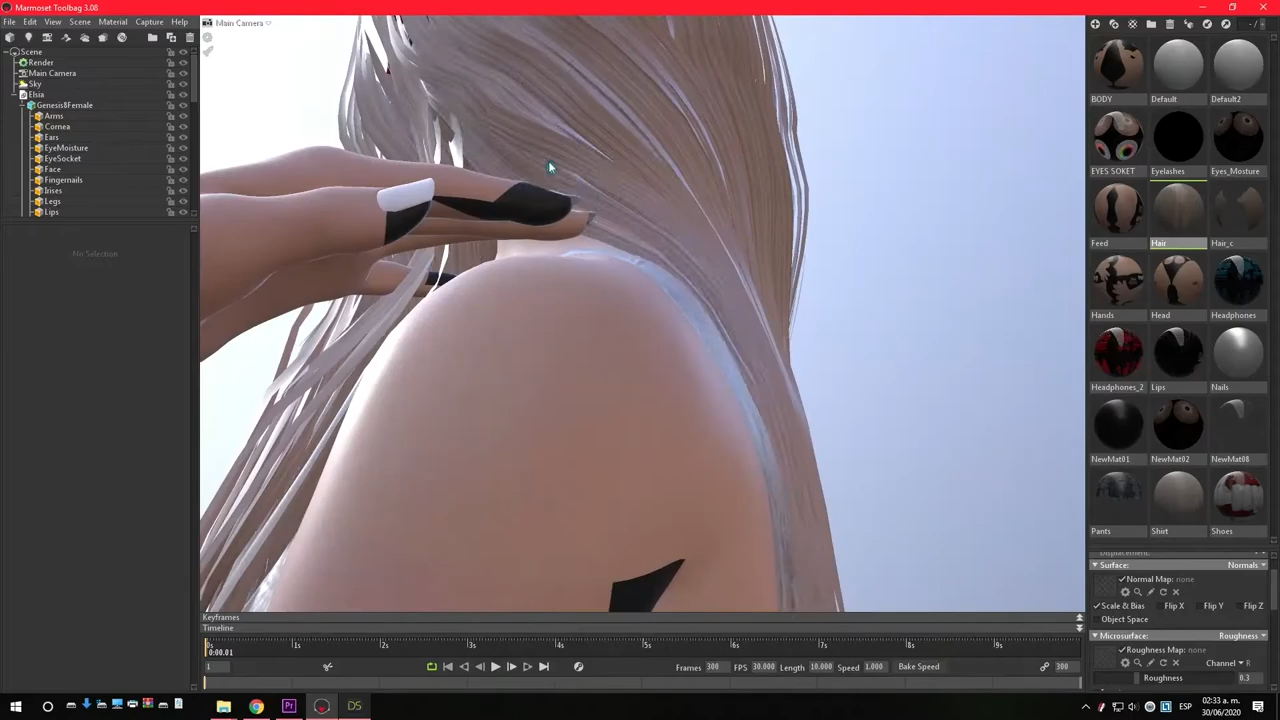 Marmoset Toolbag 3.08
File Edit View Scene Material Capture Help
Main Camera
Scene
Render
Main Camera
Sky
Elsia
Genesis8Female
Arms
Cornea
Ears
EyeMoisture
EyeSocket
Face
Fingernails
Irises
Legs
Lips
No Selection
BODY Default Default2
EYES SOKET Eyelashes Eyes_Mosture
Feed Hair Hair_c
Hands Head Headphones
Headphones_2 Lips Nails
NewMat01 NewMat02 NewMat08
Pants Shirt Shoes
Displacement:
Surface: Normals
Normal Map: none
Scale & Bias Flip X Flip Y Flip Z
Object Space
Microsurface: Roughness
Roughness Map: none
Channel R
Roughness 0.3
Keyframes
Timeline
0s 1s 2s 3s 4s 5s 6s 7s 8s 9s
0:00.01
1 Frames 300 FPS 30.000 Length 10.000 Speed 1.000 Bake Speed 300
ESP 02:33 a. m.
30/06/2020